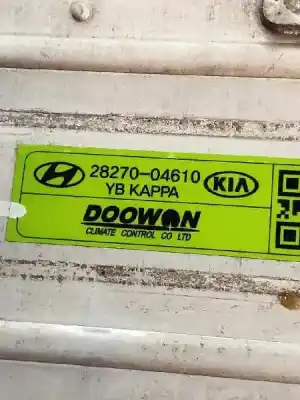 28270-04610
YB KAPPA
KIA
DOOWON
CLIMATE CONTROL CO LTD